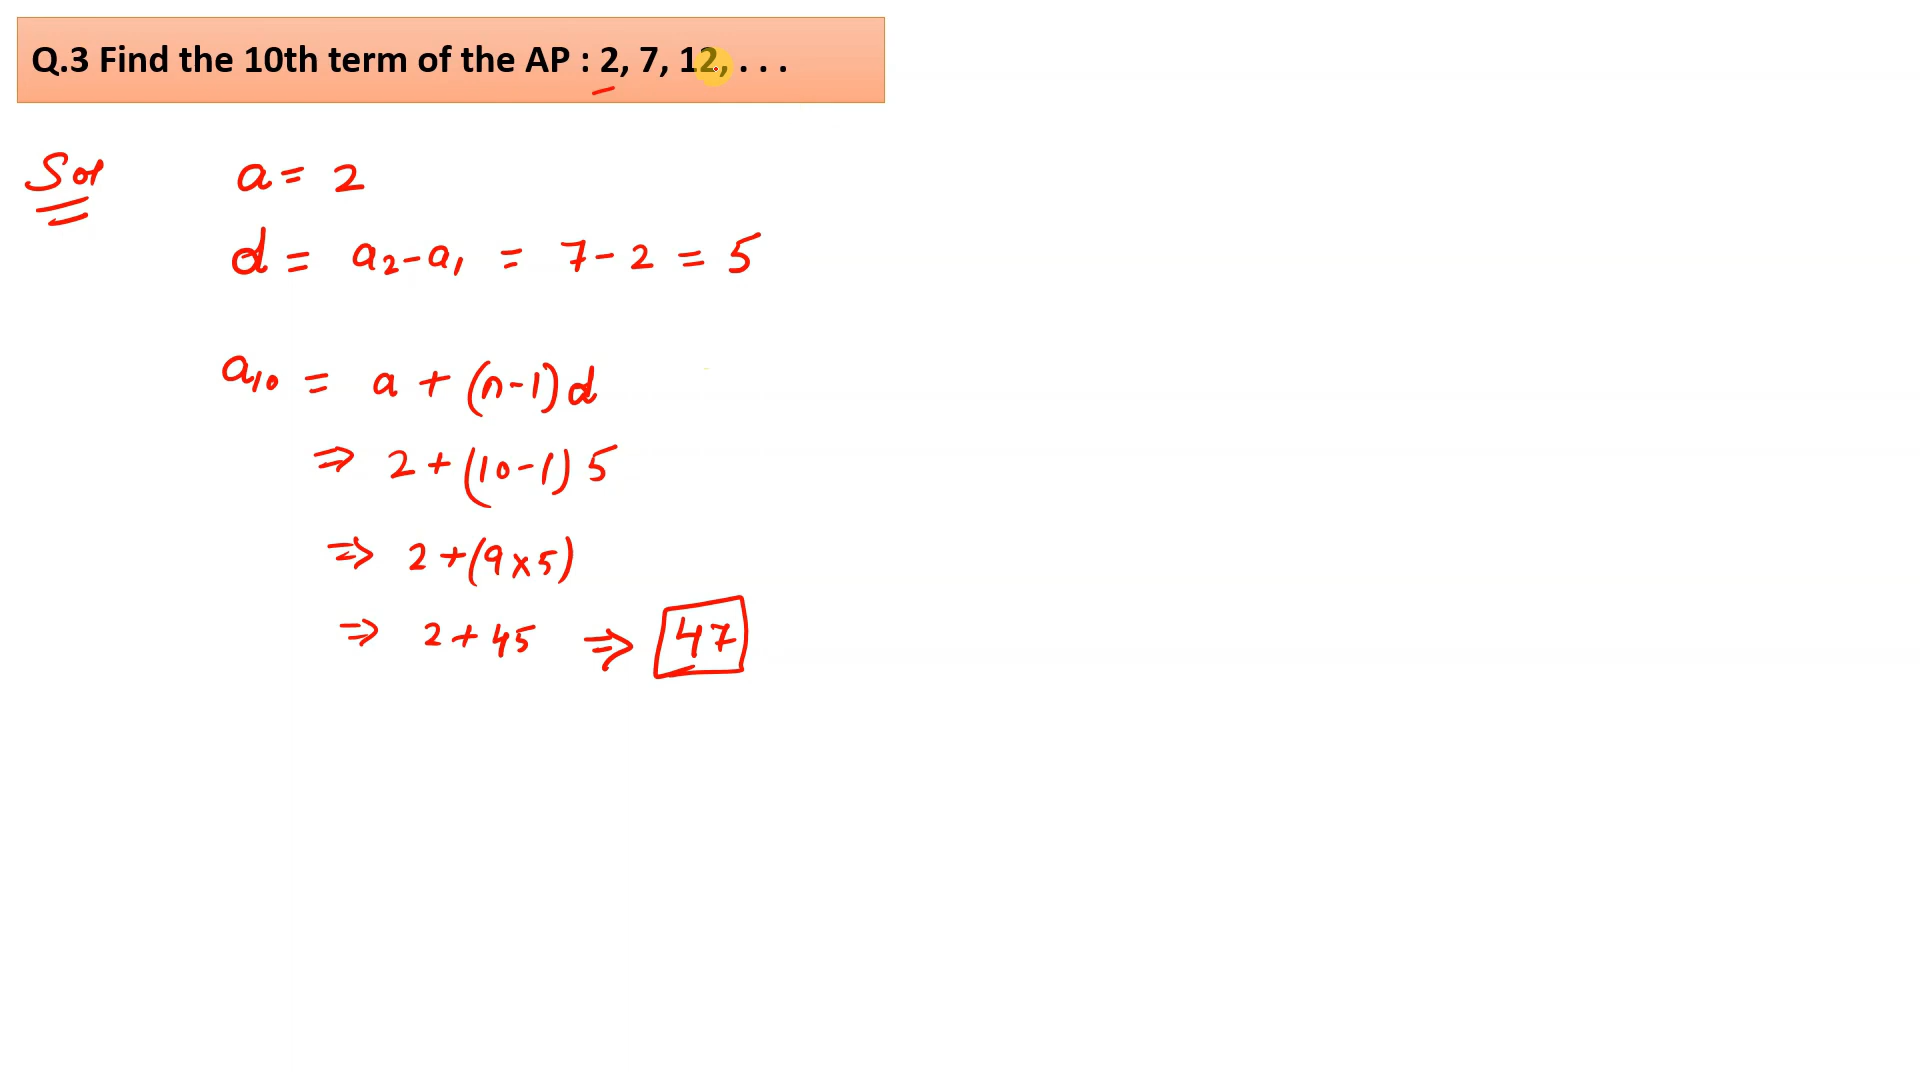 Q.3 Find the 10th term of the AP : 2, 7, 12, . . .
Sol
a = 2
d = a₂-a₁ = 7-2 = 5
a₁₀ = a + (n-1)d
⇒ 2+(10-1)5
⇒ 2+(9×5)
⇒ 2+45 ⇒ 47